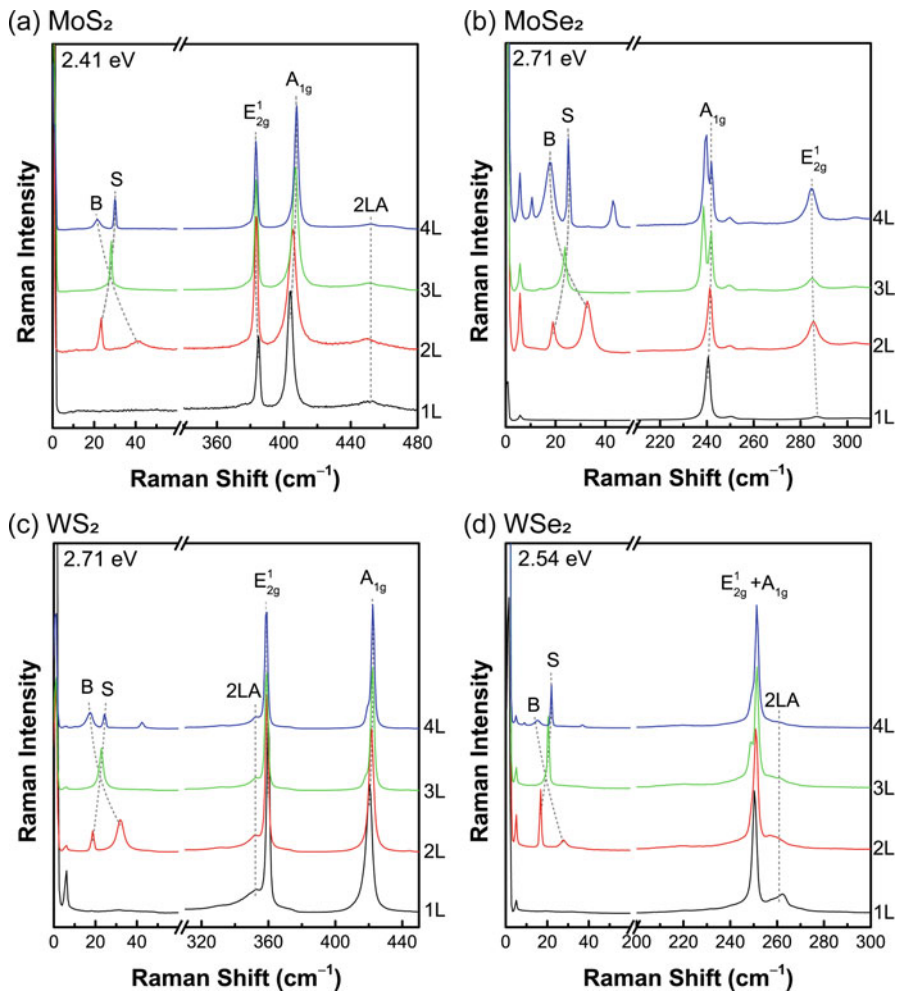 (a) MoS₂
2.41 eV
A₁g
E¹₂g
B
S
2LA
4L
3L
2L
1L
Raman Intensity
0 20 40 360 400 440 480
Raman Shift (cm⁻¹)
(b) MoSe₂
2.71 eV
S
B
A₁g
E¹₂g
4L
3L
2L
1L
Raman Intensity
0 20 40 220 240 260 280 300
Raman Shift (cm⁻¹)
(c) WS₂
2.71 eV
E¹₂g
A₁g
B
S
2LA
4L
3L
2L
1L
Raman Intensity
0 20 40 320 360 400 440
Raman Shift (cm⁻¹)
(d) WSe₂
2.54 eV
E¹₂g +A₁g
S
B
2LA
4L
3L
2L
1L
Raman Intensity
0 20 40 200 220 240 260 280 300
Raman Shift (cm⁻¹)